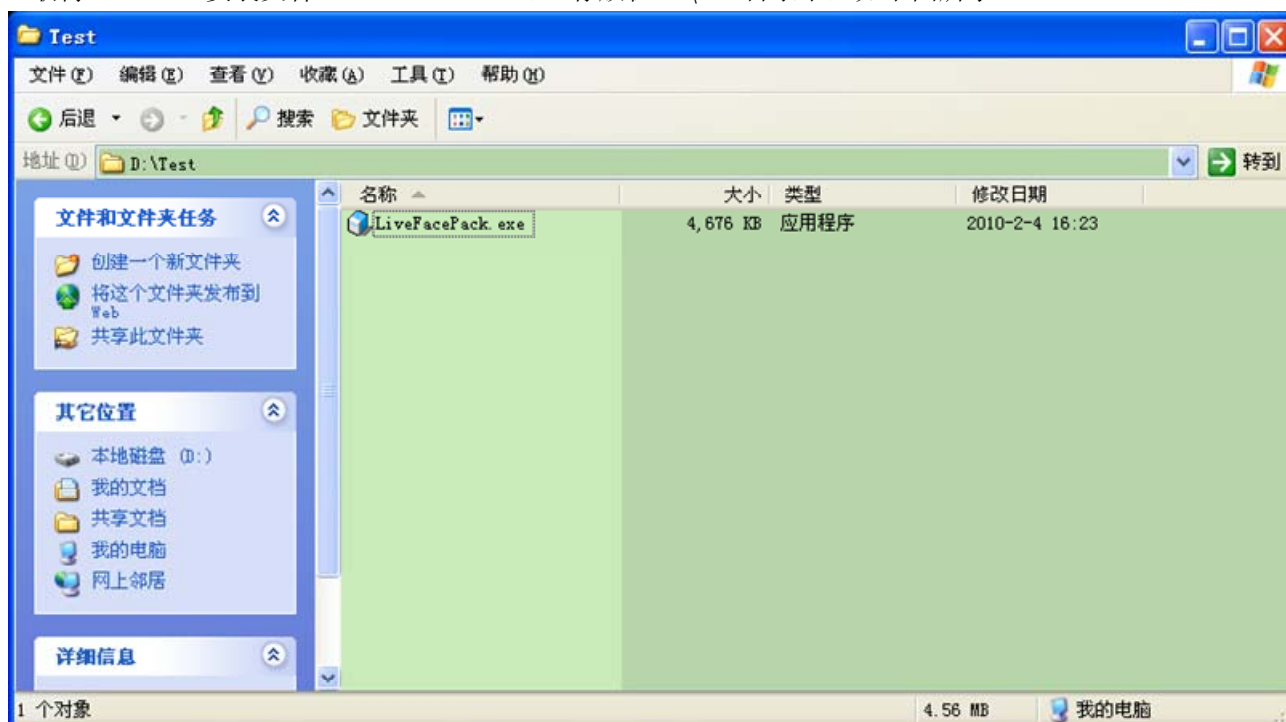 Test
文件(F) 编辑(E) 查看(V) 收藏(A) 工具(T) 帮助(H)
后退 搜索 文件夹
地址(D) D:\Test 转到
名称 大小 类型 修改日期
LiveFacePack.exe 4,676 KB 应用程序 2010-2-4 16:23
文件和文件夹任务
创建一个新文件夹
将这个文件夹发布到
Web
共享此文件夹
其它位置
本地磁盘 (D:)
我的文档
共享文档
我的电脑
网上邻居
详细信息
1 个对象 4.56 MB 我的电脑